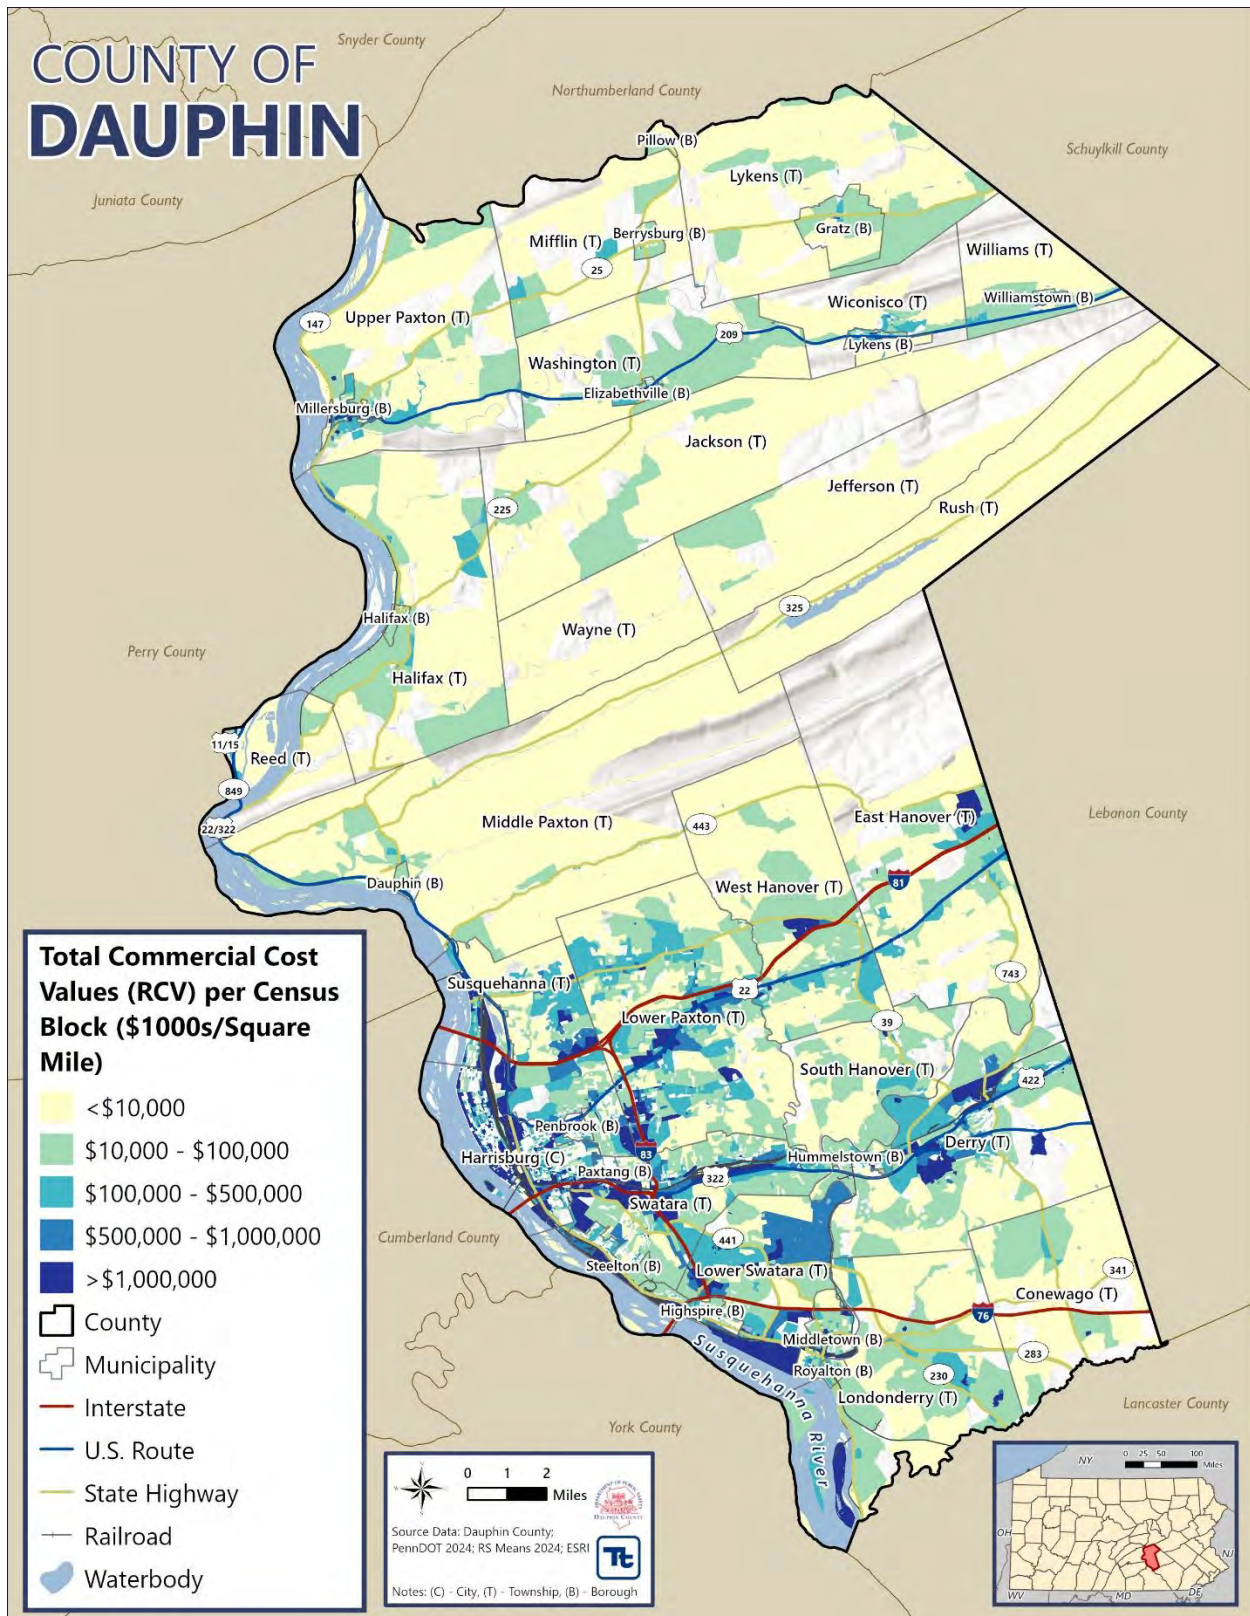 COUNTY OF
DAUPHIN
Snyder County
Northumberland County
Schuylkill County
Juniata County
Perry County
Lebanon County
Cumberland County
York County
Lancaster County
Pillow (B)
Lykens (T)
Mifflin (T)
Berrysburg (B)
Gratz (B)
Williams (T)
25
Upper Paxton (T)
147
Wiconisco (T)
Williamstown (B)
209
Lykens (B)
Washington (T)
Elizabethville (B)
Millersburg (B)
Jackson (T)
Jefferson (T)
Rush (T)
225
325
Halifax (B)
Wayne (T)
Halifax (T)
11/15
Reed (T)
849
22/322
Middle Paxton (T)
443
East Hanover (T)
Dauphin (B)
West Hanover (T)
81
743
Susquehanna (T)
22
Lower Paxton (T)
39
South Hanover (T)
422
Penbrook (B)
Harrisburg (C)
83
Paxtang (B)
Hummelstown (B)
Derry (T)
322
Swatara (T)
441
Steelton (B)
Lower Swatara (T)
341
Conewago (T)
Highspire (B)
76
Middletown (B)
283
Royalton (B)
230
Londonderry (T)
Susquehanna River
Total Commercial Cost
Values (RCV) per Census
Block ($1000s/Square
Mile)
<$10,000
$10,000 - $100,000
$100,000 - $500,000
$500,000 - $1,000,000
>$1,000,000
County
Municipality
Interstate
U.S. Route
State Highway
Railroad
Waterbody
0 1 2
Miles
DAUPHIN COUNTY
Source Data: Dauphin County;
PennDOT 2024; RS Means 2024; ESRI
Tt
Notes: (C) - City, (T) - Township, (B) - Borough
0 25 50 100
Miles
NY
OH
NJ
WV
MD
DE